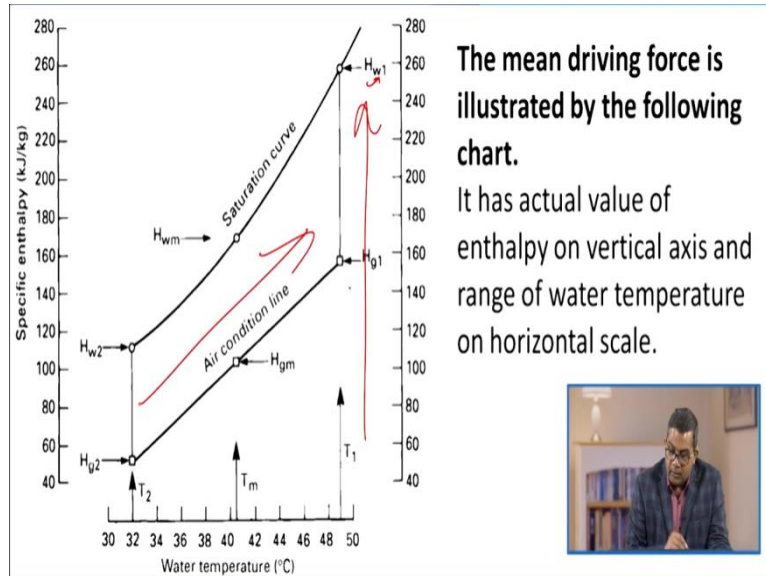 The mean driving force is
illustrated by the following
chart.
It has actual value of
enthalpy on vertical axis and
range of water temperature
on horizontal scale.
Specific enthalpy (kJ/kg)
280
260
240
220
200
180
160
140
120
100
80
60
40
280
260
240
220
200
180
160
140
120
100
80
60
40
Hw1
Saturation curve
Hwm
Hg1
Air condition line
Hw2
Hgm
Hg2
T2
Tm
T1
30 32 34 36 38 40 42 44 46 48 50
Water temperature (°C)